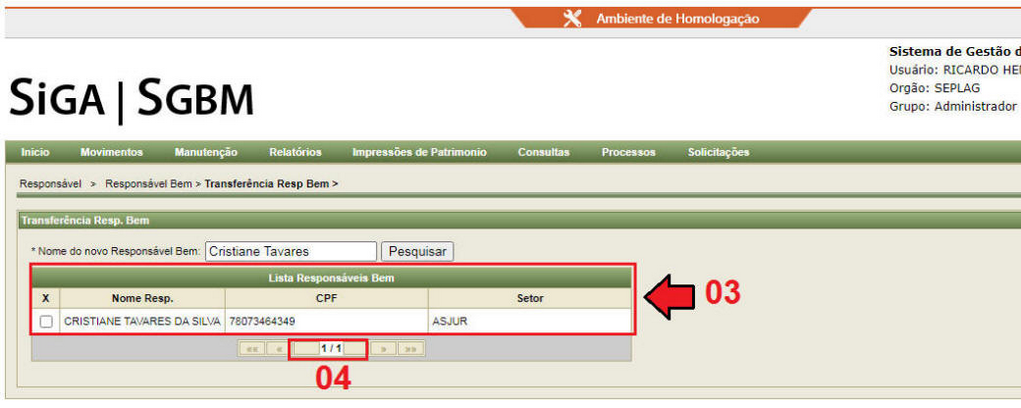 Ambiente de Homologação
Sistema de Gestão d
Usuário: RICARDO HE
Orgão: SEPLAG
Grupo: Administrador
SiGA | SGBM
Inicio Movimentos Manutenção Relatórios Impressões de Patrimonio Consultas Processos Solicitações
Responsável > Responsável Bem > Transferência Resp Bem >
Transferência Resp. Bem
* Nome do novo Responsável Bem: Cristiane Tavares Pesquisar
Lista Responsáveis Bem
X Nome Resp. CPF Setor
CRISTIANE TAVARES DA SILVA 78073464349 ASJUR
03
«« « 1 / 1 » »»
04